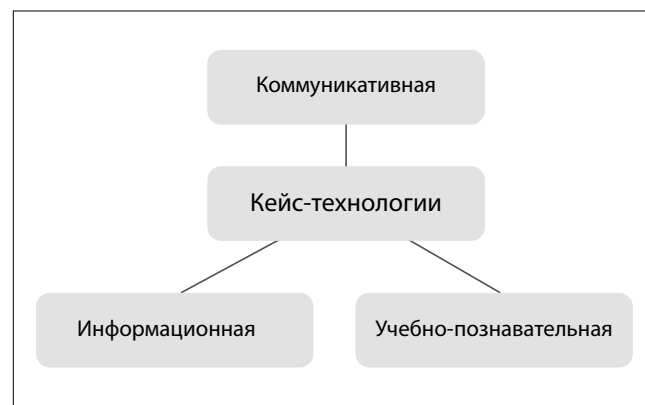 Коммуникативная
Кейс-технологии
Информационная
Учебно-познавательная